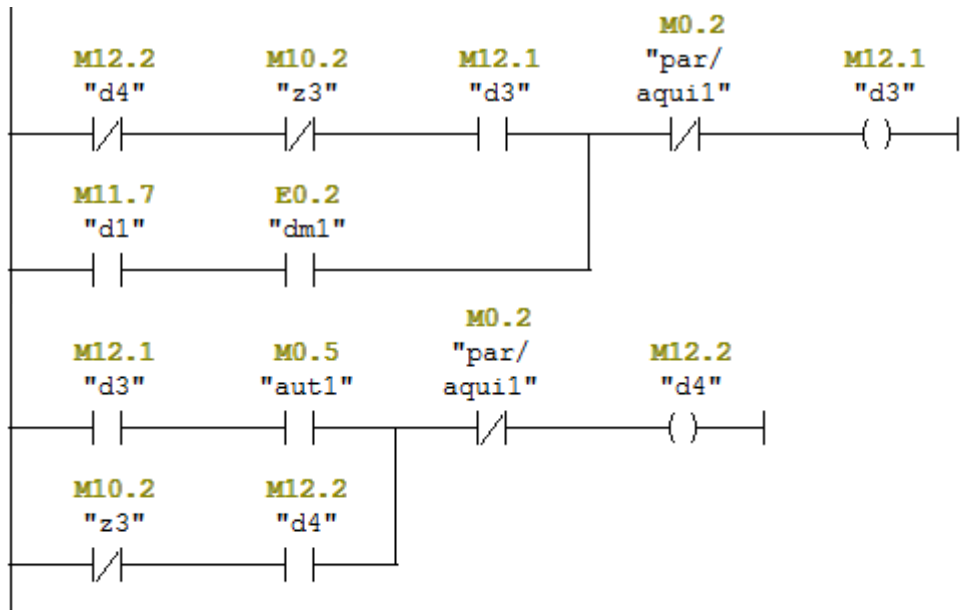 M12.2 M10.2 M12.1 M0.2 M12.1
"d4" "z3" "d3" "par/ "d3"
aqui1"
M11.7 E0.2
"d1" "dm1"
M12.1 M0.5 M0.2 M12.2
"d3" "aut1" "par/ "d4"
aqui1"
M10.2 M12.2
"z3" "d4"